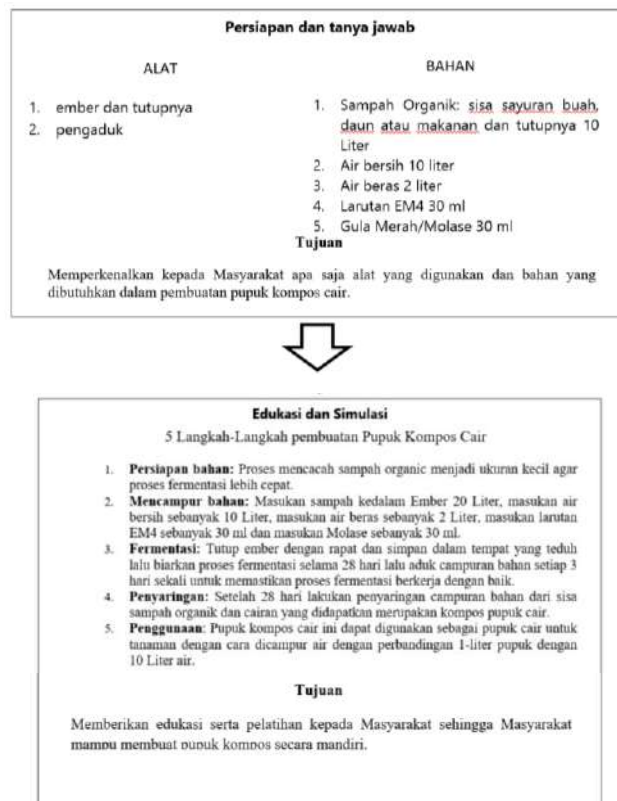 Persiapan dan tanya jawab
ALAT
1. ember dan tutupnya
2. pengaduk
BAHAN
1. Sampah Organik: sisa sayuran buah,
daun atau makanan dan tutupnya 10
Liter
2. Air bersih 10 liter
3. Air beras 2 liter
4. Larutan EM4 30 ml
5. Gula Merah/Molase 30 ml
Tujuan
Memperkenalkan kepada Masyarakat apa saja alat yang digunakan dan bahan yang
dibutuhkan dalam pembuatan pupuk kompos cair.
Edukasi dan Simulasi
5 Langkah-Langkah pembuatan Pupuk Kompos Cair
1. Persiapan bahan: Proses mencacah sampah organic menjadi ukuran kecil agar
proses fermentasi lebih cepat.
2. Mencampur bahan: Masukan sampah kedalam Ember 20 Liter, masukan air
bersih sebanyak 10 Liter, masukan air beras sebanyak 2 Liter, masukan larutan
EM4 sebanyak 30 ml dan masukan Molase sebanyak 30 ml.
3. Fermentasi: Tutup ember dengan rapat dan simpan dalam tempat yang teduh
lalu biarkan proses fermentasi selama 28 hari lalu aduk campuran bahan setiap 3
hari sekali untuk memastikan proses fermentasi berkerja dengan baik.
4. Penyaringan: Setelah 28 hari lakukan penyaringan campuran bahan dari sisa
sampah organik dan cairan yang didapatkan merupakan kompos pupuk cair.
5. Penggunaan: Pupuk kompos cair ini dapat digunakan sebagai pupuk cair untuk
tanaman dengan cara dicampur air dengan perbandingan 1-liter pupuk dengan
10 Liter air.
Tujuan
Memberikan edukasi serta pelatihan kepada Masyarakat sehingga Masyarakat
mampu membuat pupuk kompos secara mandiri.